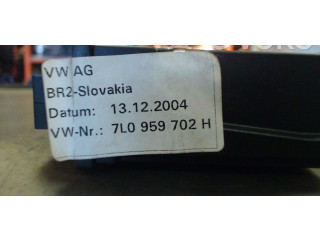 VW AG
BR2-Slovakia
Datum: 13.12.2004
VW-Nr.: 7L0 959 702 H